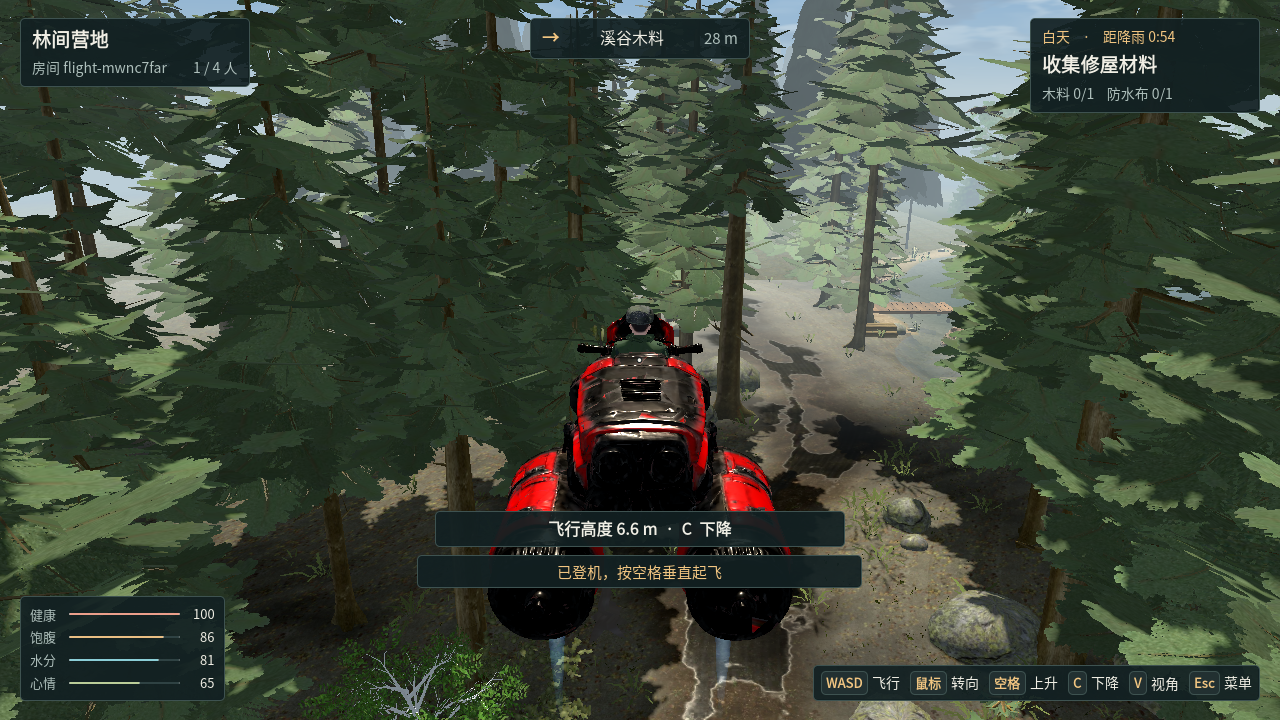 林间营地
房间 flight-mwnc7far 1 / 4 人
→ 溪谷木料 28 m
白天 · 距降雨 0:54
收集修屋材料
木料 0/1 防水布 0/1
飞行高度 6.6 m · C 下降
已登机，按空格垂直起飞
健康 100
饱腹 86
水分 81
心情 65
WASD 飞行 鼠标 转向 空格 上升 C 下降 V 视角 Esc 菜单